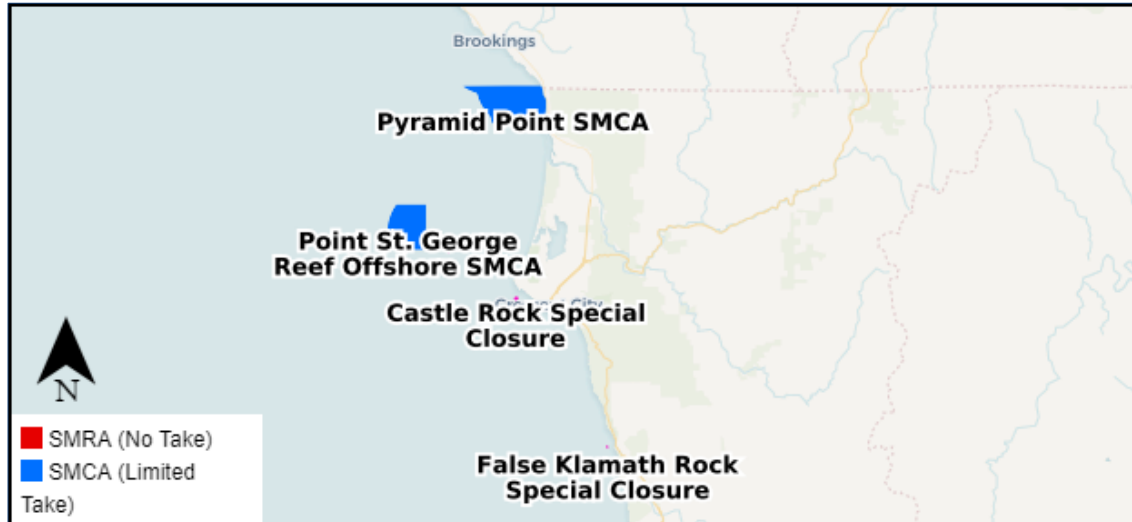 Brookings
Pyramid Point SMCA
Point St. George
Reef Offshore SMCA
Castle Rock Special
Closure
False Klamath Rock
Special Closure
N
SMRA (No Take)
SMCA (Limited
Take)